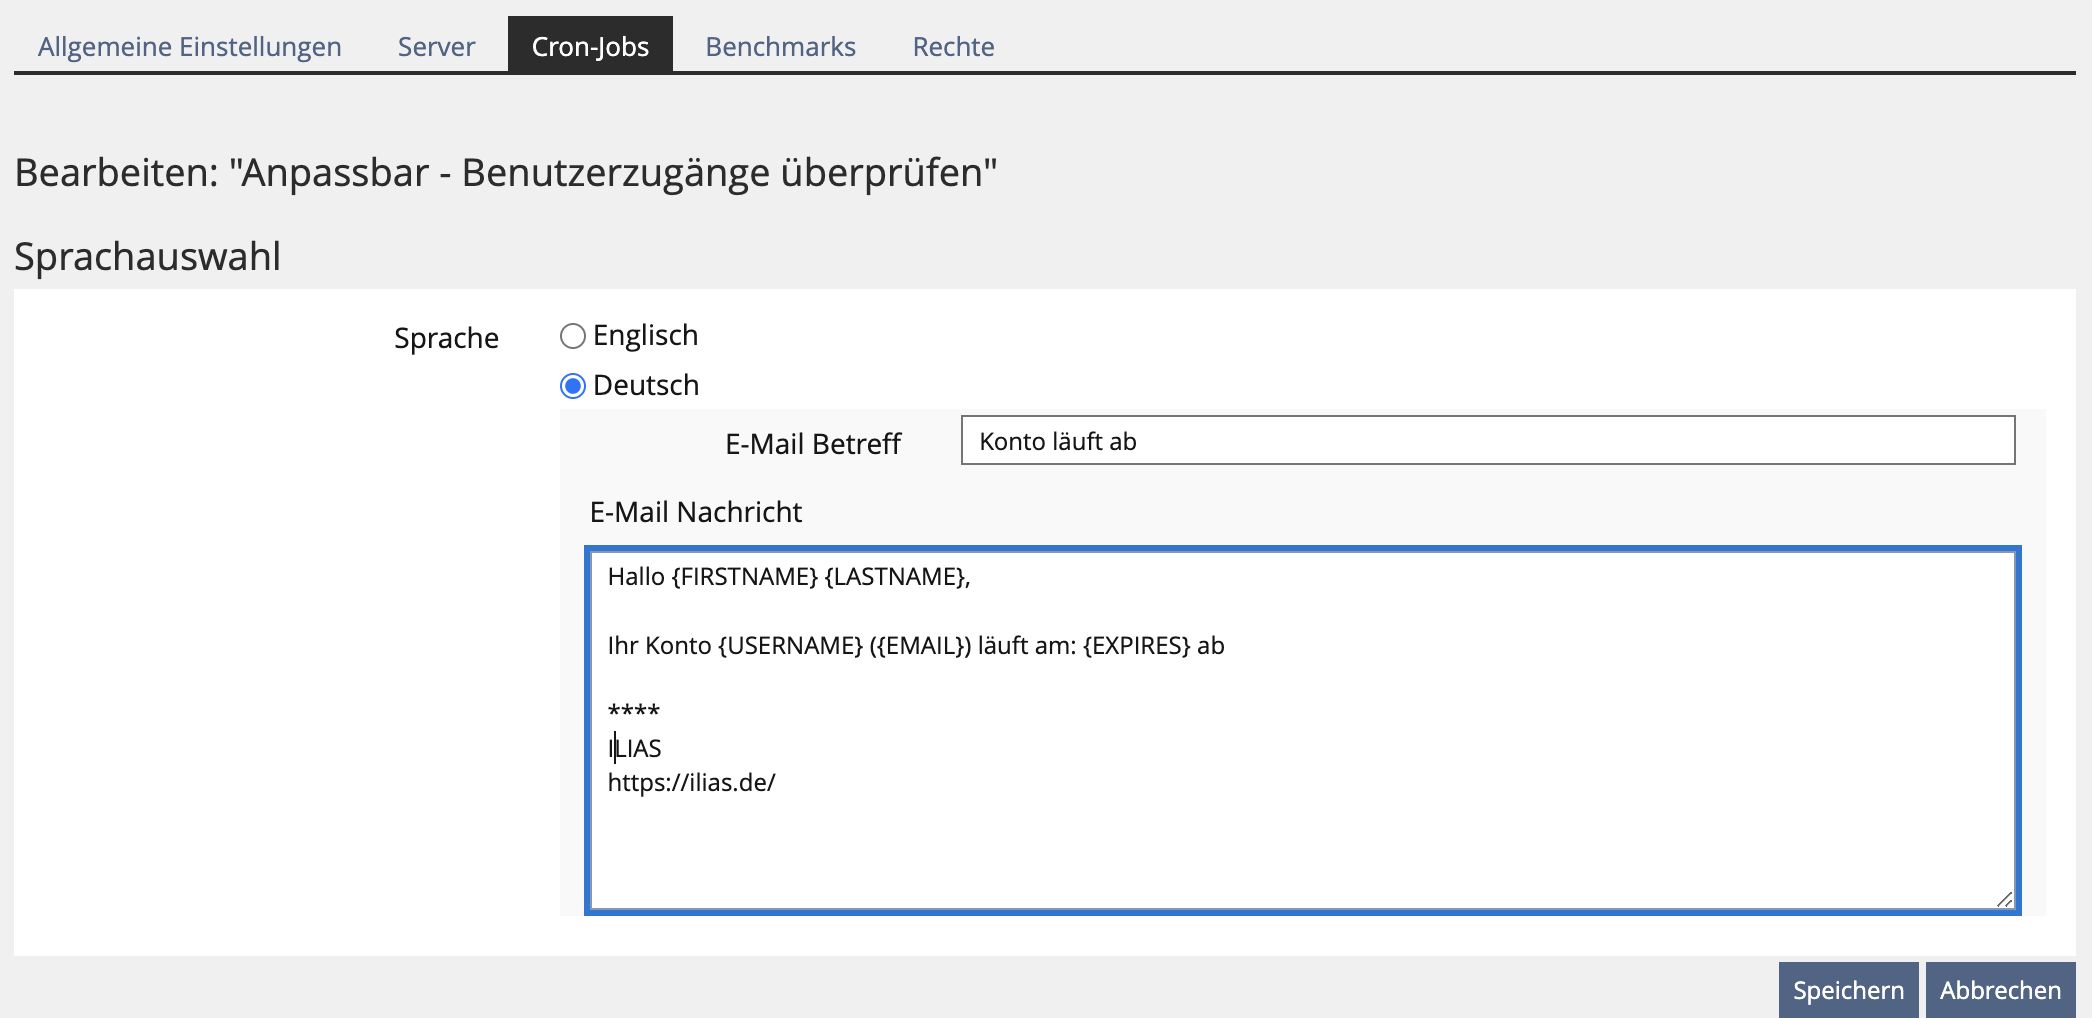 Allgemeine Einstellungen Server Cron-Jobs Benchmarks Rechte
Bearbeiten: "Anpassbar - Benutzerzugänge überprüfen"
Sprachauswahl
Sprache
Englisch
Deutsch
E-Mail Betreff Konto läuft ab
E-Mail Nachricht
Hallo {FIRSTNAME} {LASTNAME},
Ihr Konto {USERNAME} ({EMAIL}) läuft am: {EXPIRES} ab
****
ILIAS
https://ilias.de/
Speichern Abbrechen